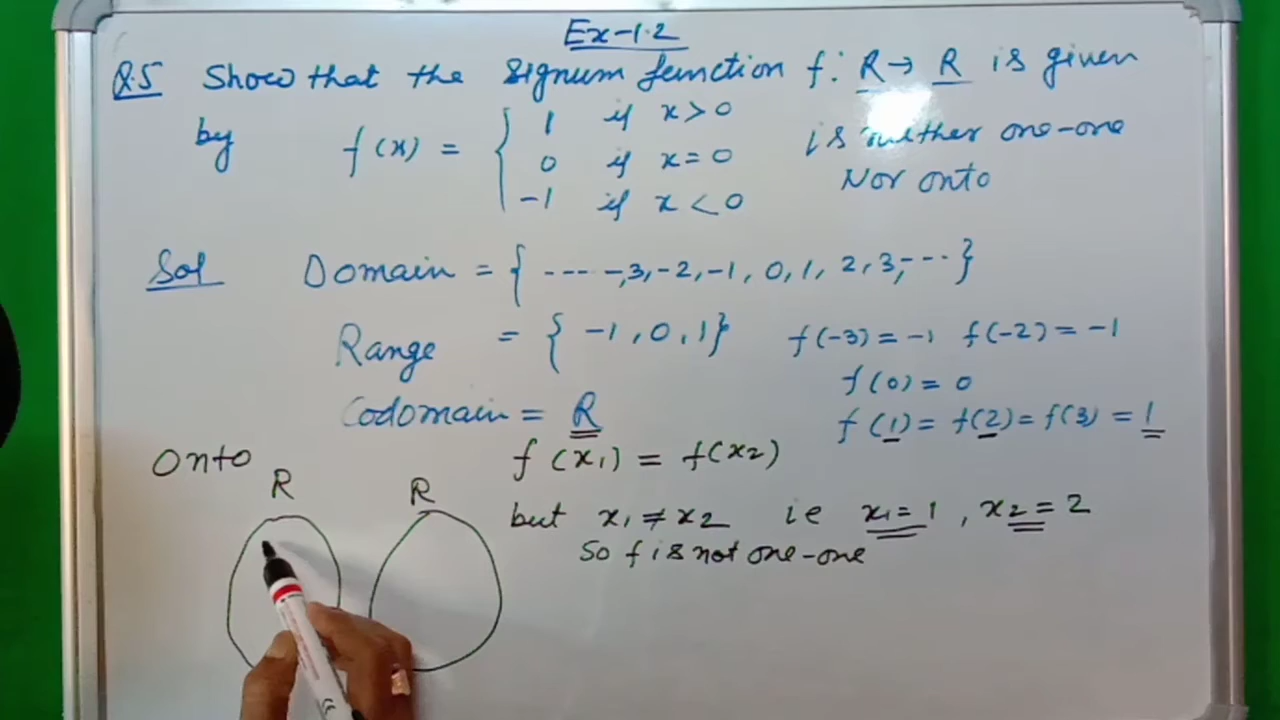 Ex-1.2
Q.5 Show that the signum function f: R→ R is given
by f(x) = { 1 if x>0
0 if x=0
-1 if x<0
is neither one-one
Nor onto
Sol Domain = { ---- -,3,-2,-1, 0,1, 2,3,--- }
Range = { -1,0,1} f(-3)=-1 f(-2)=-1
f(0)=0
Codomain = R f(1)= f(2)= f(3) = 1
Onto f(x1) = f(x2)
R R
but x1≠x2 ie x1=1, x2=2
So f is not one-one